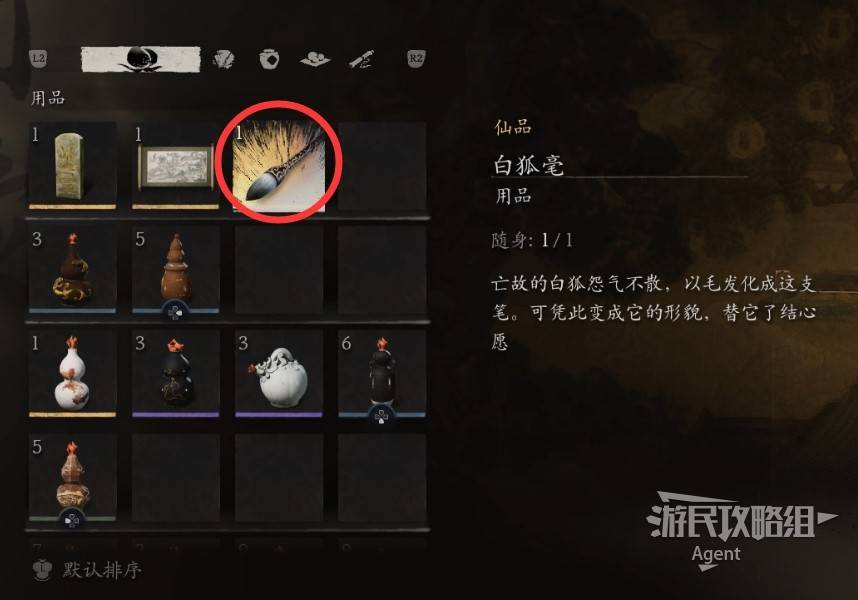 L2
R2
用品
1
1
1
3
5
1
3
3
6
5
默认排序
仙品
白狐毫
用品
随身: 1/1
亡故的白狐怨气不散，以毛发化成这支
笔。可凭此变成它的形貌，替它了结心
愿
游民攻略组
Agent